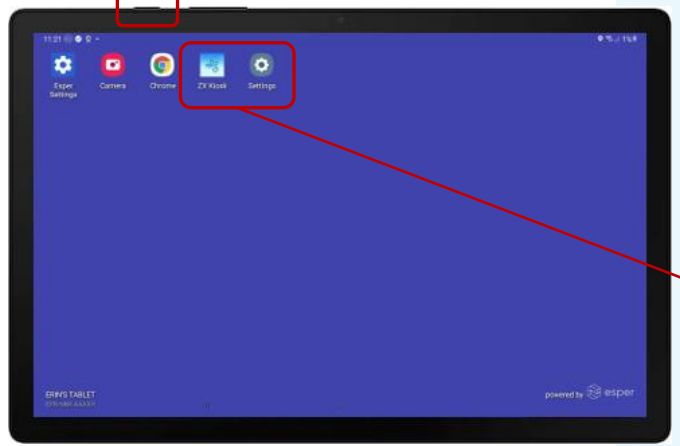 11:21
Esper Settings
Camera
Chrome
ZX Kiosk
Settings
ERIN'S TABLET
powered by esper